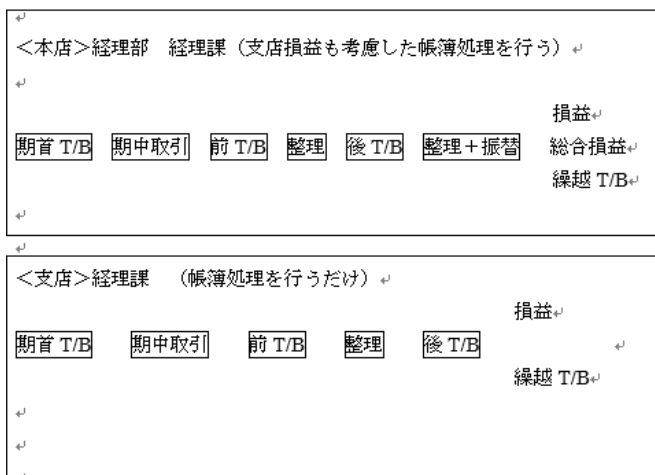 <本店>経理部　経理課（支店損益も考慮した帳簿処理を行う）
損益
期首 T/B　期中取引　前 T/B　整理　後 T/B　整理＋振替　総合損益
繰越 T/B
<支店>経理課　（帳簿処理を行うだけ）
損益
期首 T/B　期中取引　前 T/B　整理　後 T/B
繰越 T/B